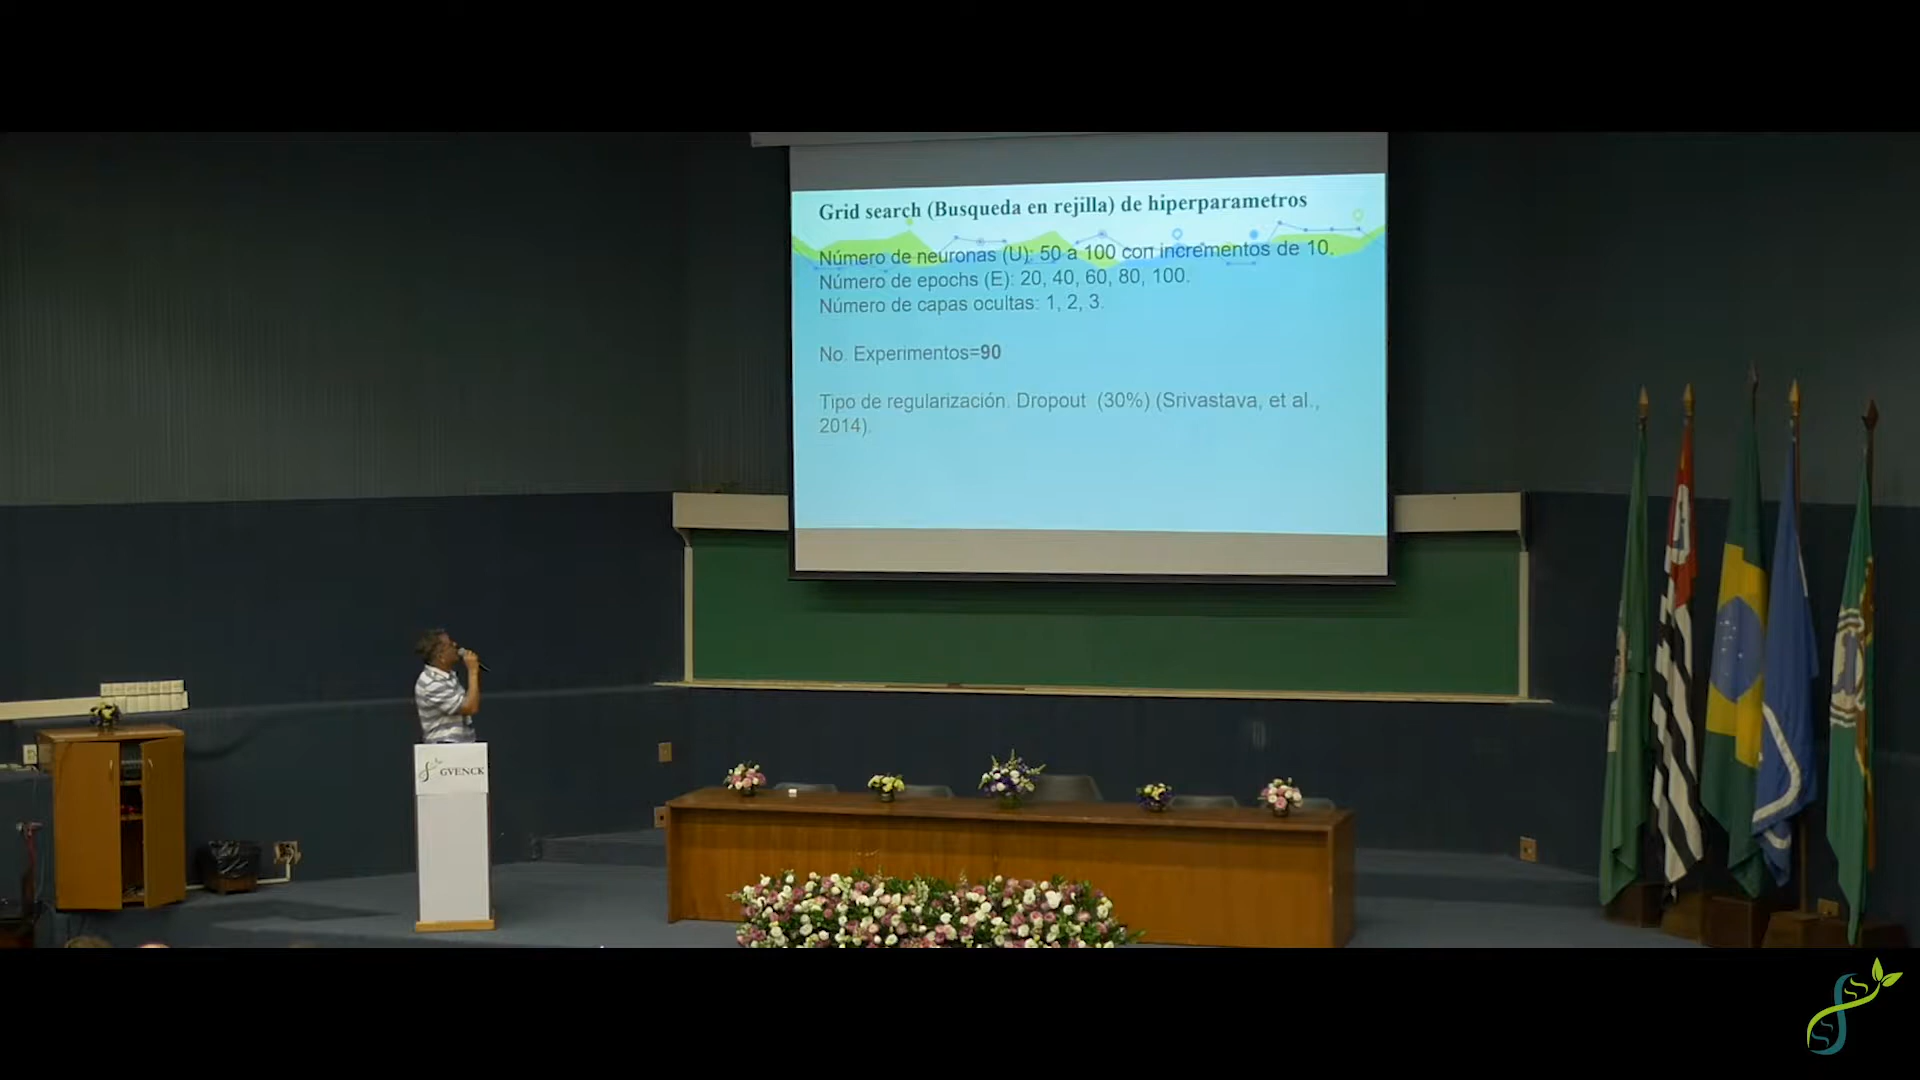 Grid search (Busqueda en rejilla) de hiperparametros
Número de neuronas (U): 50 a 100 con incrementos de 10.
Número de epochs (E): 20, 40, 60, 80, 100.
Número de capas ocultas: 1, 2, 3.
No. Experimentos=90
Tipo de regularización. Dropout (30%) (Srivastava, et al.,
2014).
GVENCK